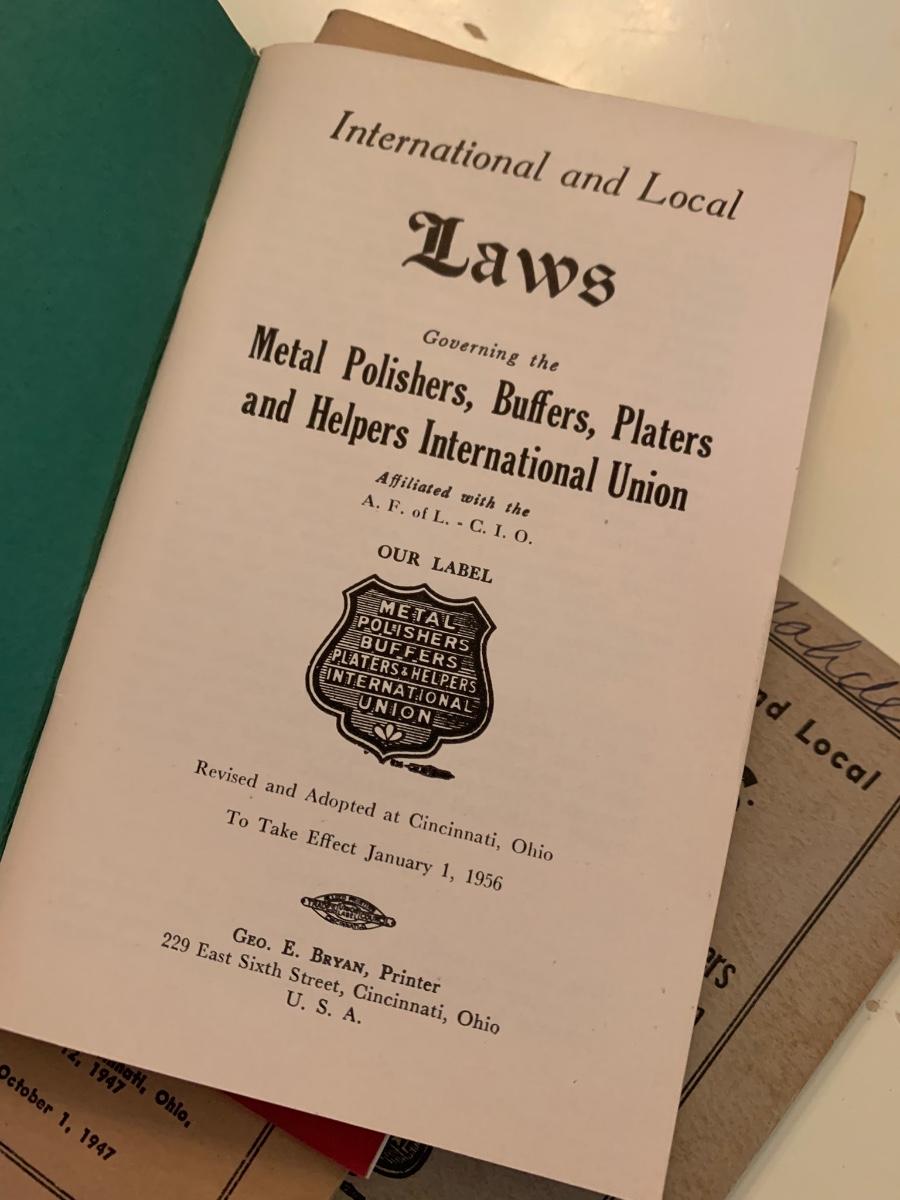 International and Local
Laws
Governing the
Metal Polishers, Buffers, Platers
and Helpers International Union
Affiliated with the
A. F. of L. - C. I. O.
OUR LABEL
METAL
POLISHERS
BUFFERS
PLATERS & HELPERS
INTERNATIONAL
UNION
Revised and Adopted at Cincinnati, Ohio
To Take Effect January 1, 1956
GEO. E. BRYAN, Printer
229 East Sixth Street, Cincinnati, Ohio
U. S. A.
Local
Ohio,
1947
October 1, 1947